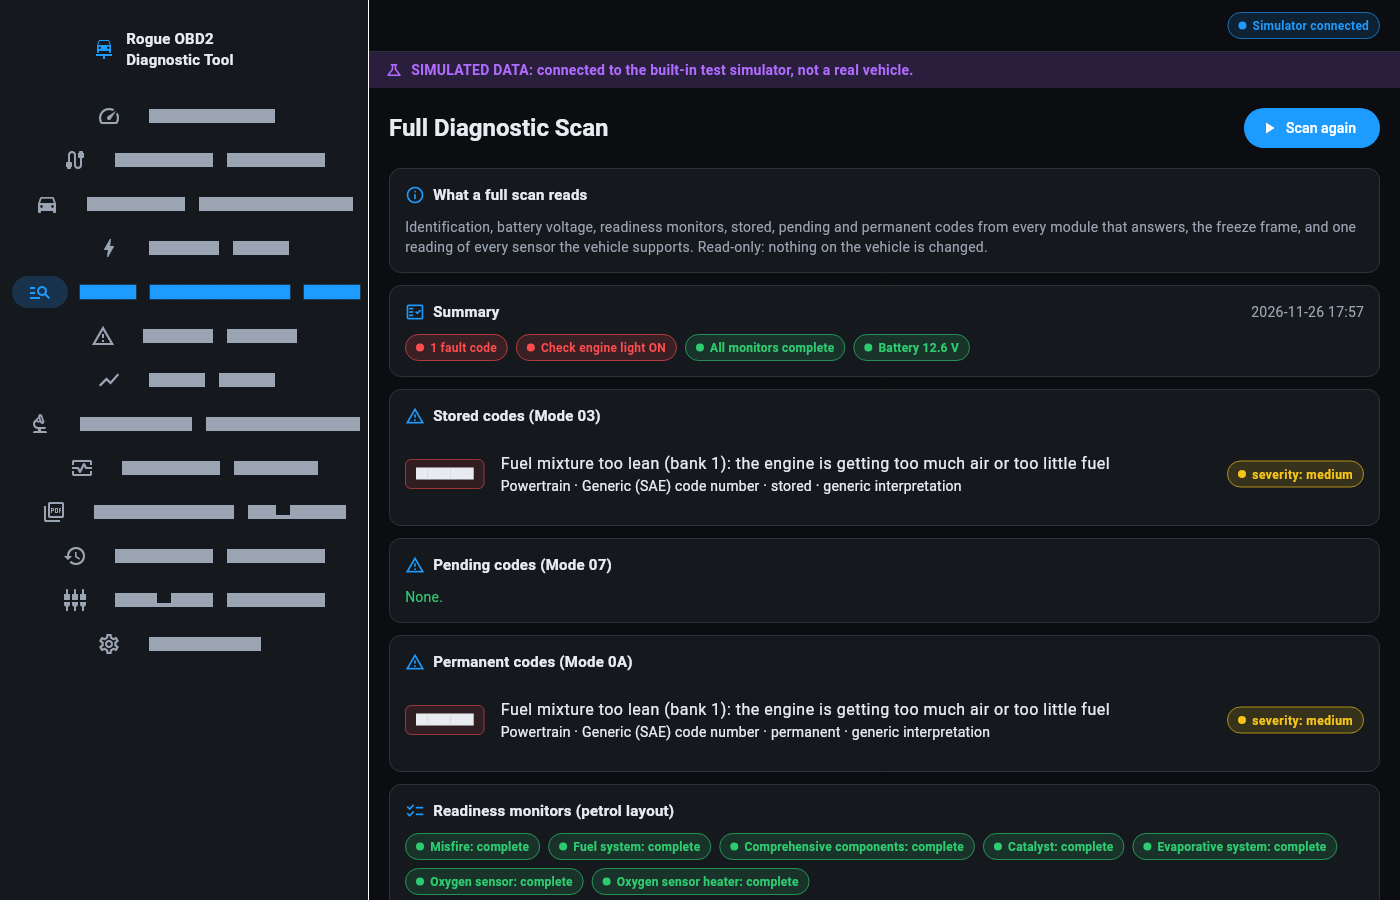 Rogue OBD2
Diagnostic Tool
Simulator connected
SIMULATED DATA: connected to the built-in test simulator, not a real vehicle.
Full Diagnostic Scan
Scan again
What a full scan reads
Identification, battery voltage, readiness monitors, stored, pending and permanent codes from every module that answers, the freeze frame, and one
reading of every sensor the vehicle supports. Read-only: nothing on the vehicle is changed.
Summary
2026-11-26 17:57
1 fault code
Check engine light ON
All monitors complete
Battery 12.6 V
Stored codes (Mode 03)
Fuel mixture too lean (bank 1): the engine is getting too much air or too little fuel
Powertrain · Generic (SAE) code number · stored · generic interpretation
severity: medium
Pending codes (Mode 07)
None.
Permanent codes (Mode 0A)
Fuel mixture too lean (bank 1): the engine is getting too much air or too little fuel
Powertrain · Generic (SAE) code number · permanent · generic interpretation
severity: medium
Readiness monitors (petrol layout)
Misfire: complete
Fuel system: complete
Comprehensive components: complete
Catalyst: complete
Evaporative system: complete
Oxygen sensor: complete
Oxygen sensor heater: complete
PDF